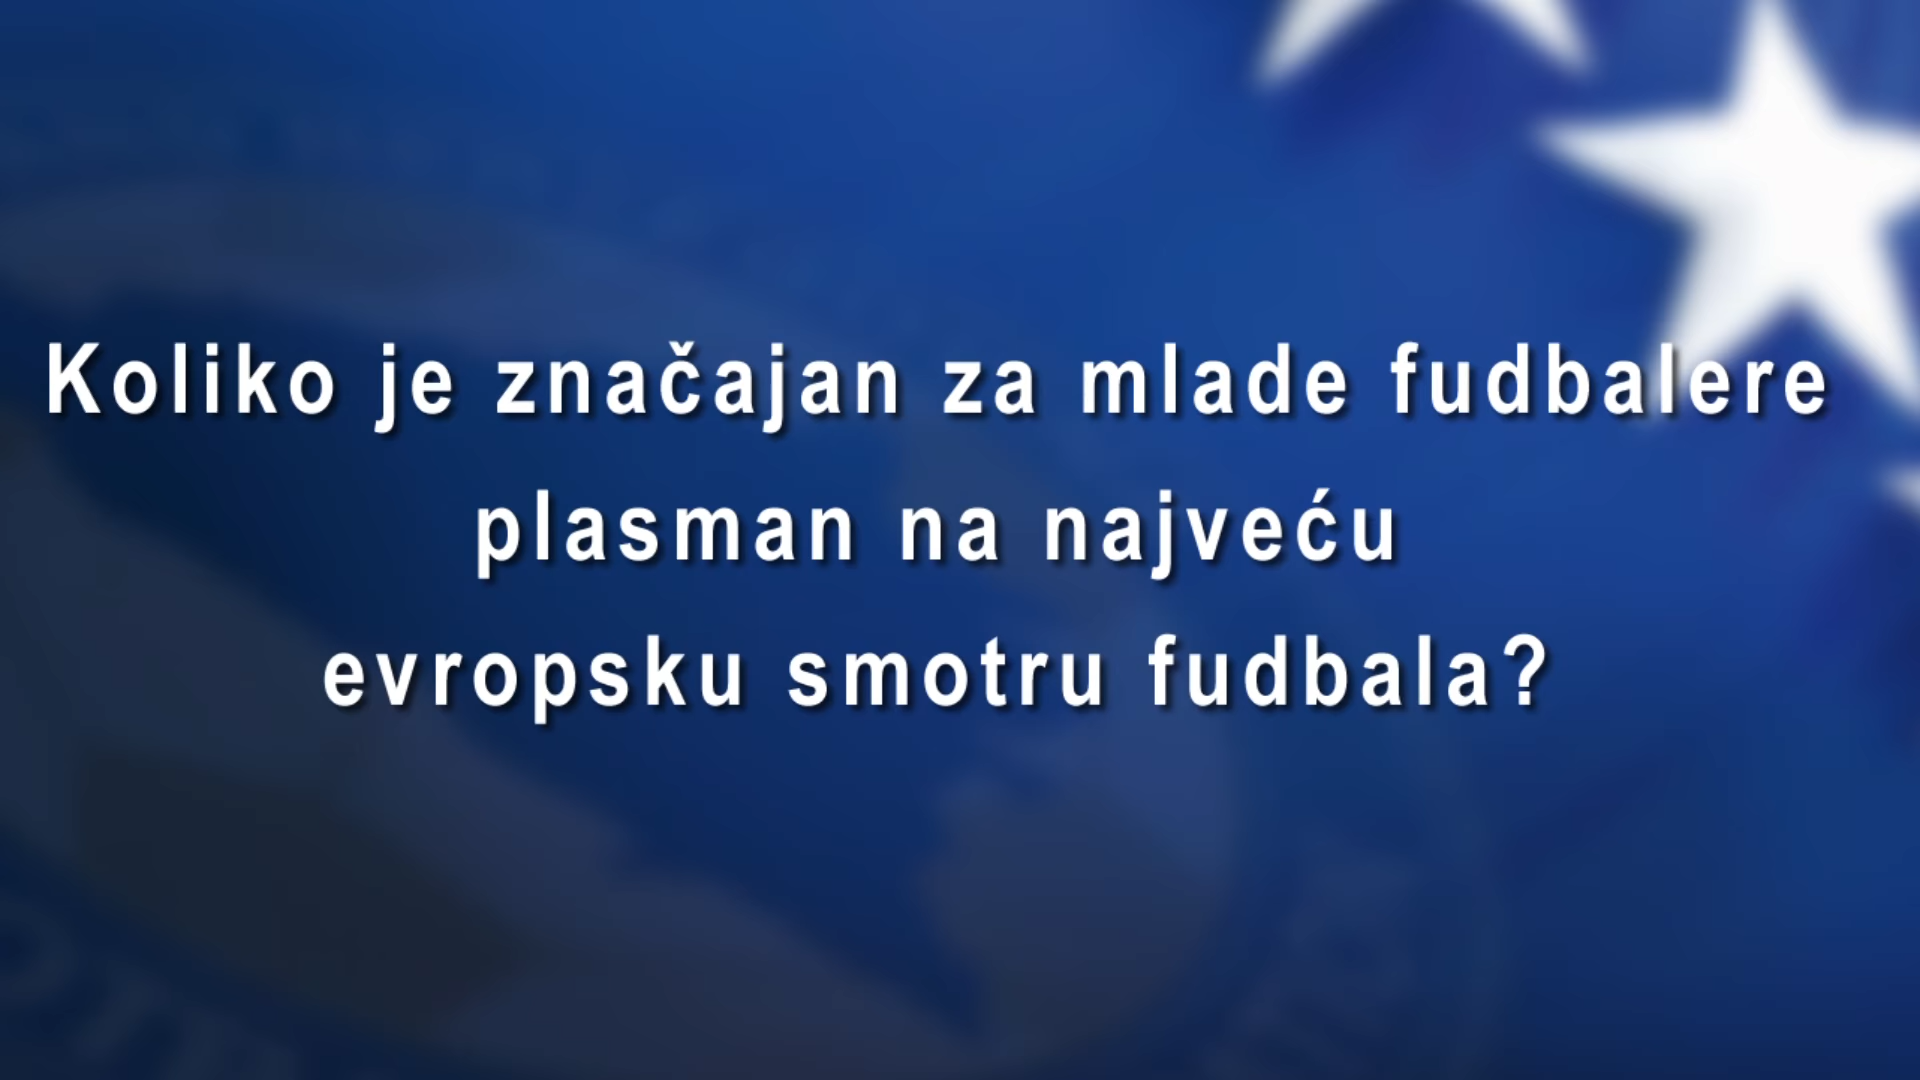 Koliko je značajan za mlade fudbalere
plasman na najveću
evropsku smotru fudbala?